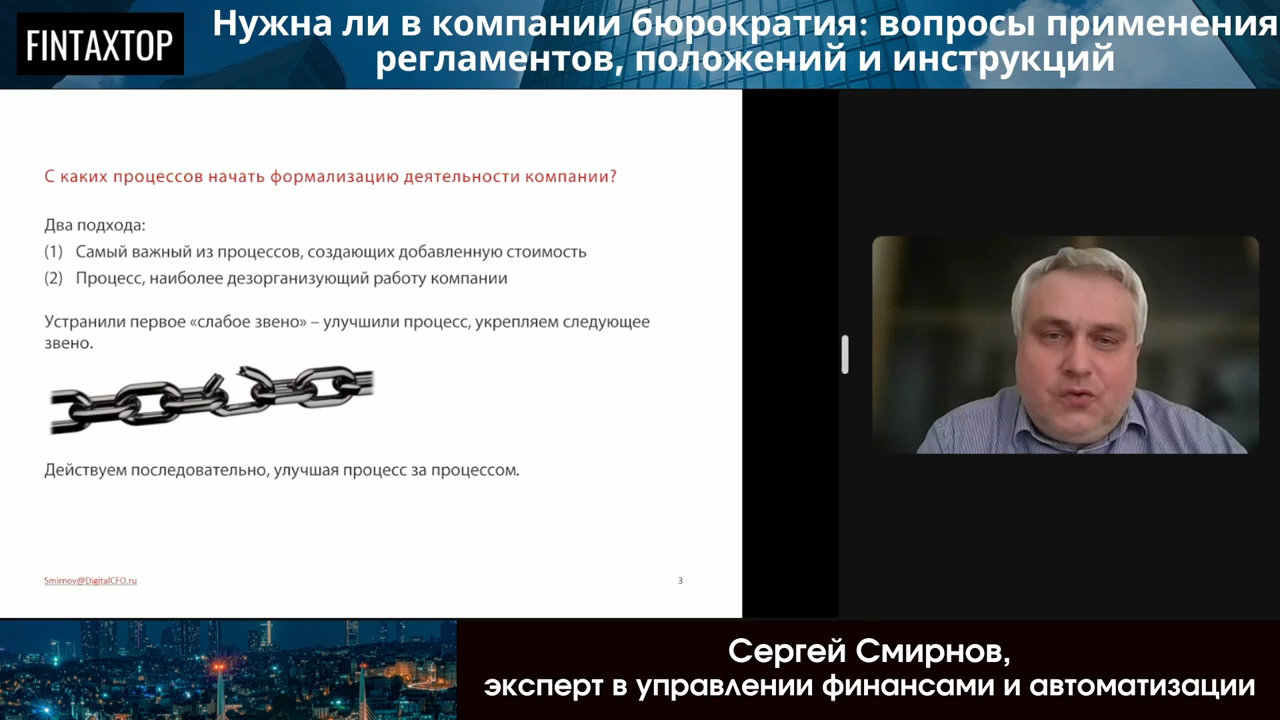 FINTAXTOP
Нужна ли в компании бюрократия: вопросы применения
регламентов, положений и инструкций
С каких процессов начать формализацию деятельности компании?
Два подхода:
(1) Самый важный из процессов, создающих добавленную стоимость
(2) Процесс, наиболее дезорганизующий работу компании
Устранили первое «слабое звено» – улучшили процесс, укрепляем следующее
звено.
Действуем последовательно, улучшая процесс за процессом.
Smirnov@DigitalCFO.ru
3
Сергей Смирнов,
эксперт в управлении финансами и автоматизации